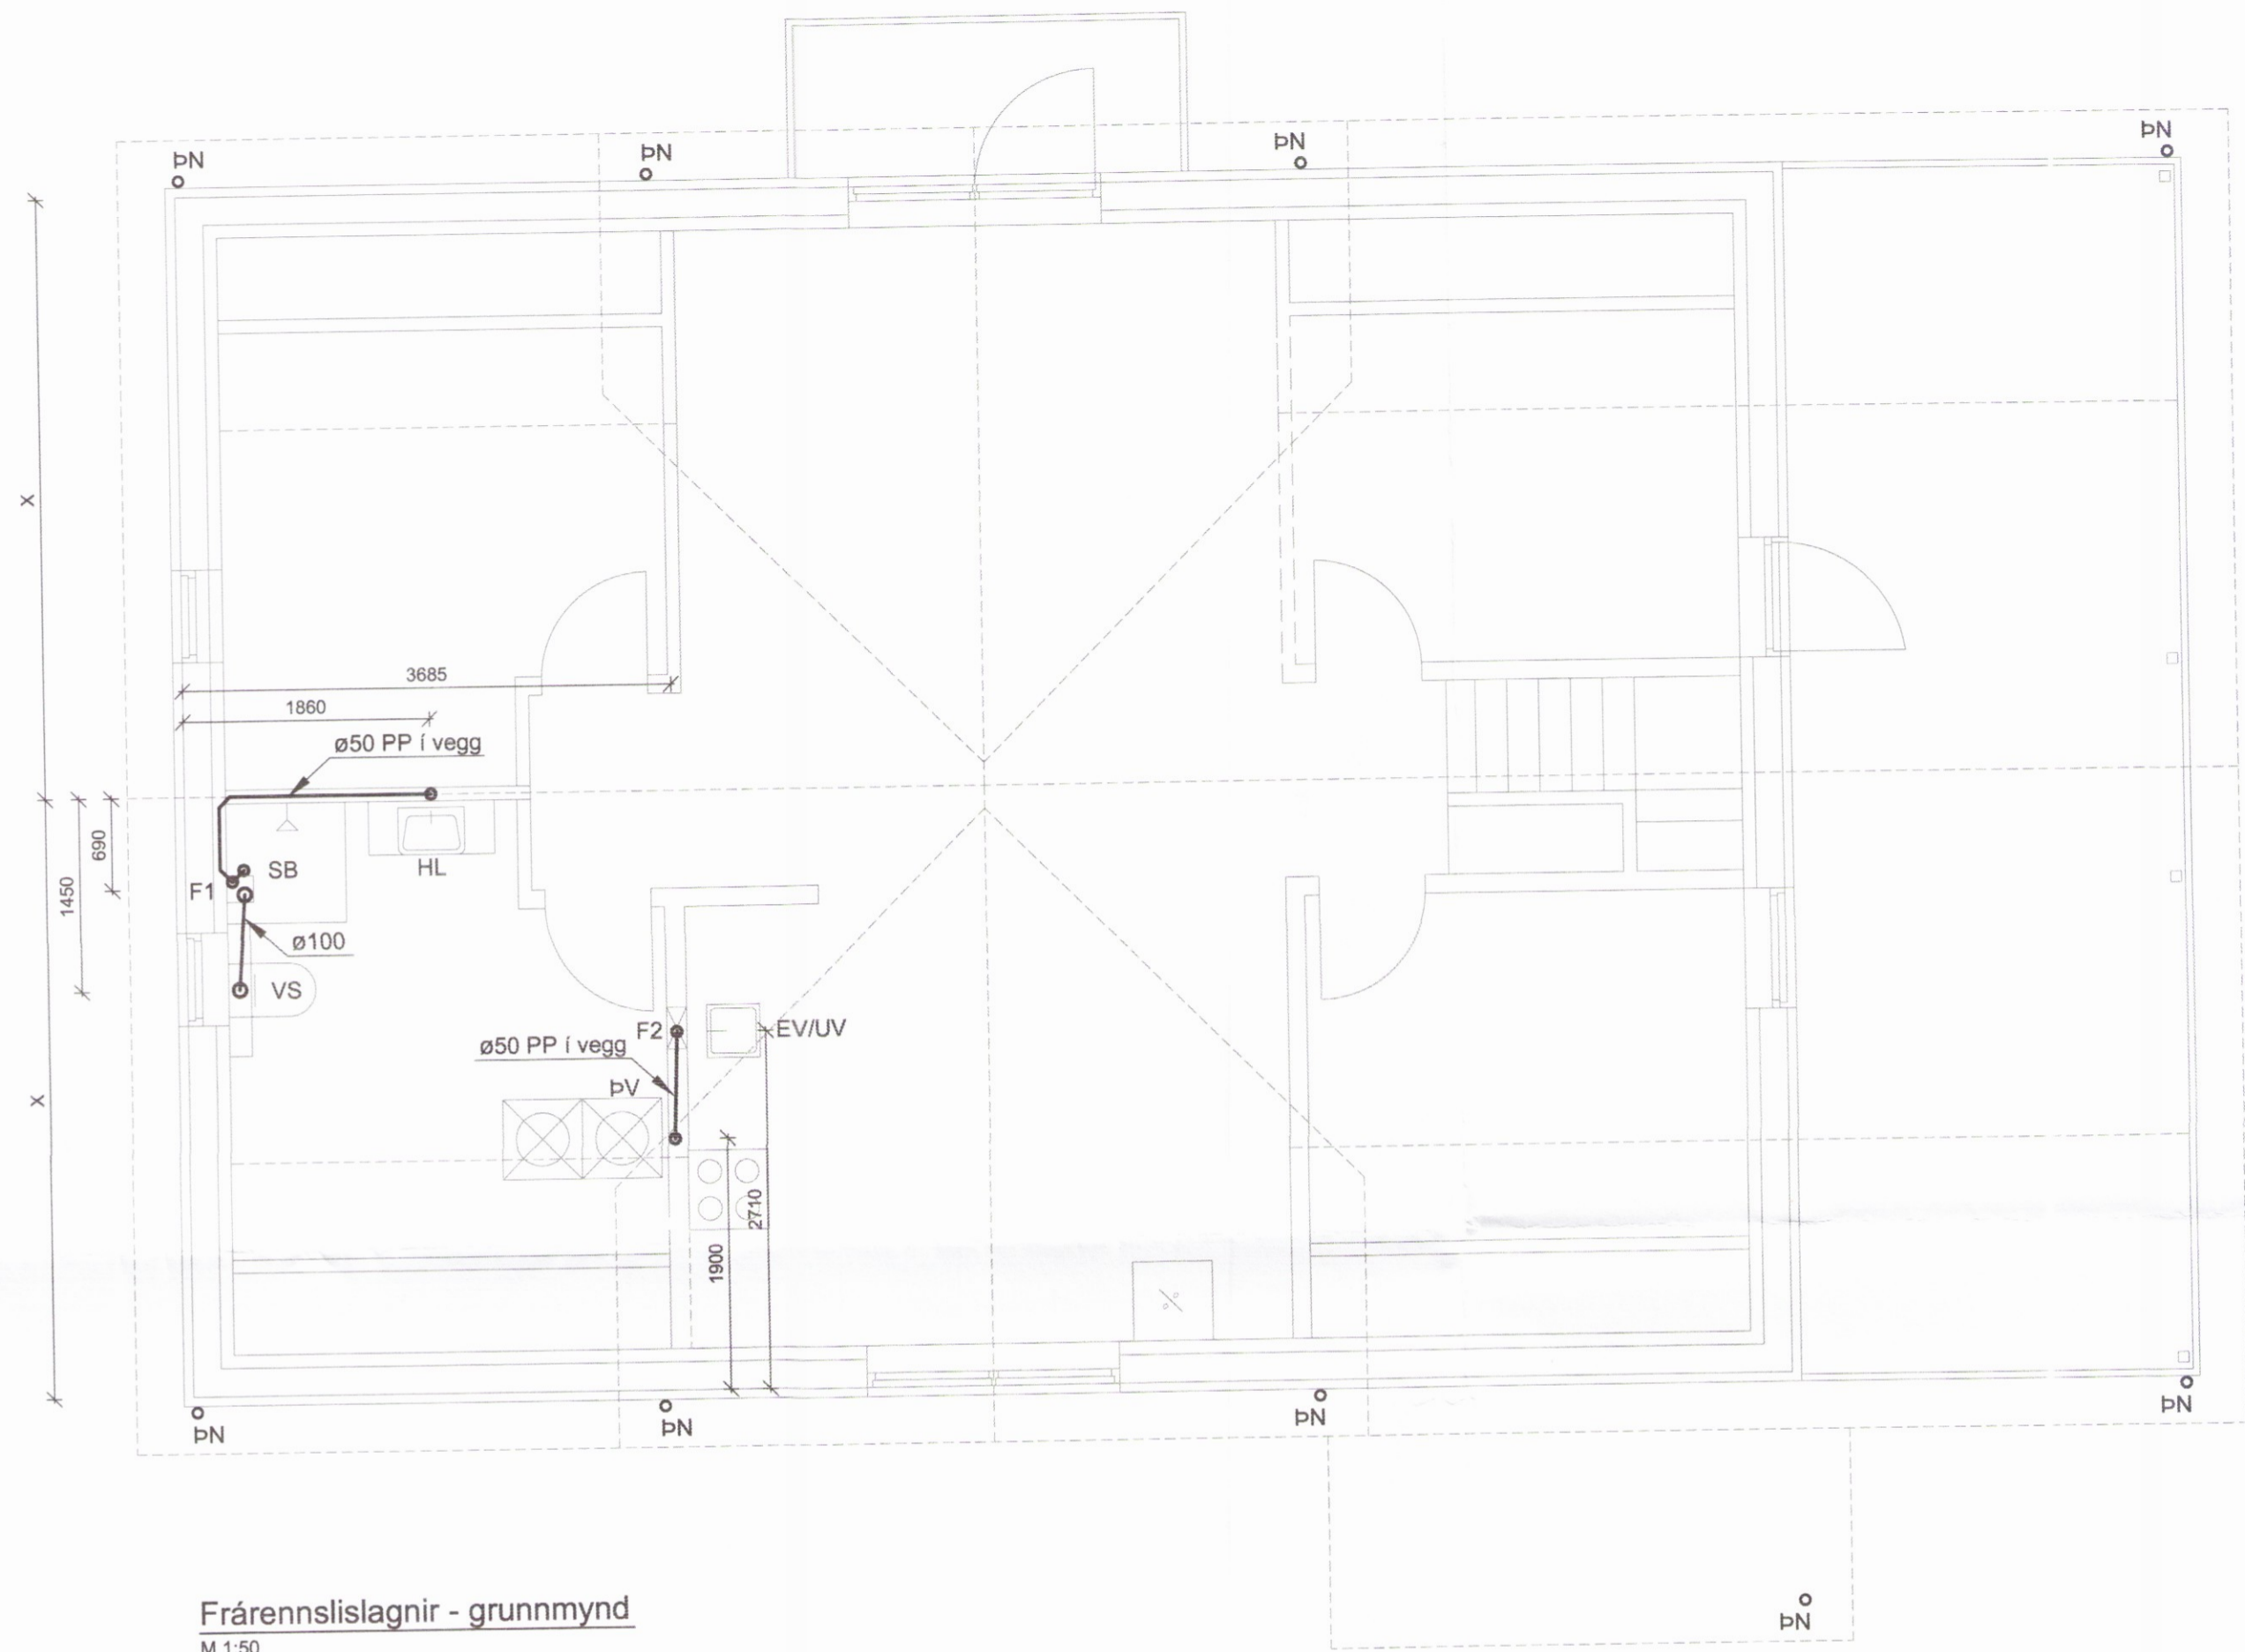 ÞN
ÞN
ÞN
ÞN
X
3685
1860
ø50 PP í vegg
690
1450
SB
HL
F1
ø100
VS
F2
EV/UV
ø50 PP í vegg
ÞV
X
2710
1900
ÞN
ÞN
ÞN
ÞN
ÞN
Frárennslislagnir - grunnmynd
M 1:50